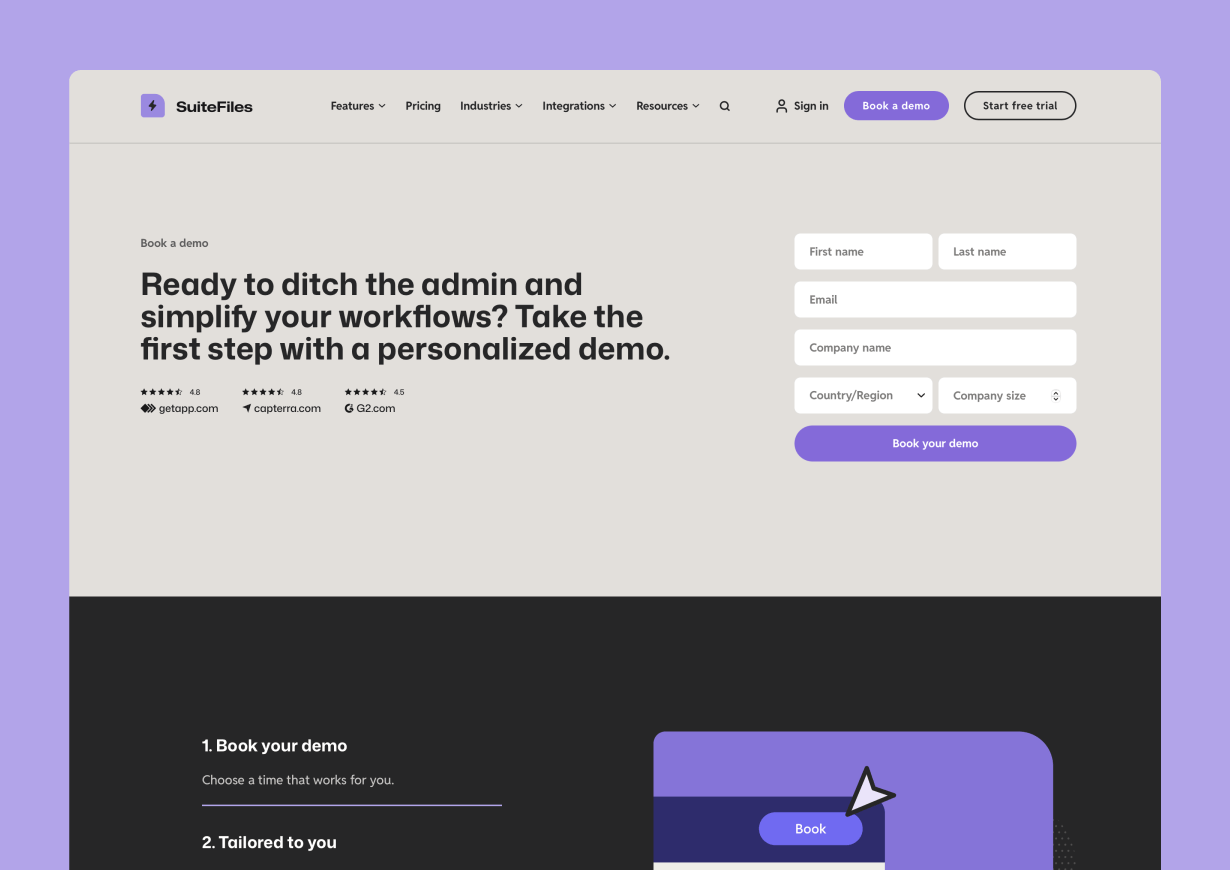 SuiteFiles
Features
Pricing
Industries
Integrations
Resources
Sign in
Book a demo
Start free trial
Book a demo
Ready to ditch the admin and
simplify your workflows? Take the
first step with a personalized demo.
4.8
getapp.com
4.8
capterra.com
4.5
G2.com
First name
Last name
Email
Company name
Country/Region
Company size
Book your demo
1. Book your demo
Choose a time that works for you.
2. Tailored to you
Book